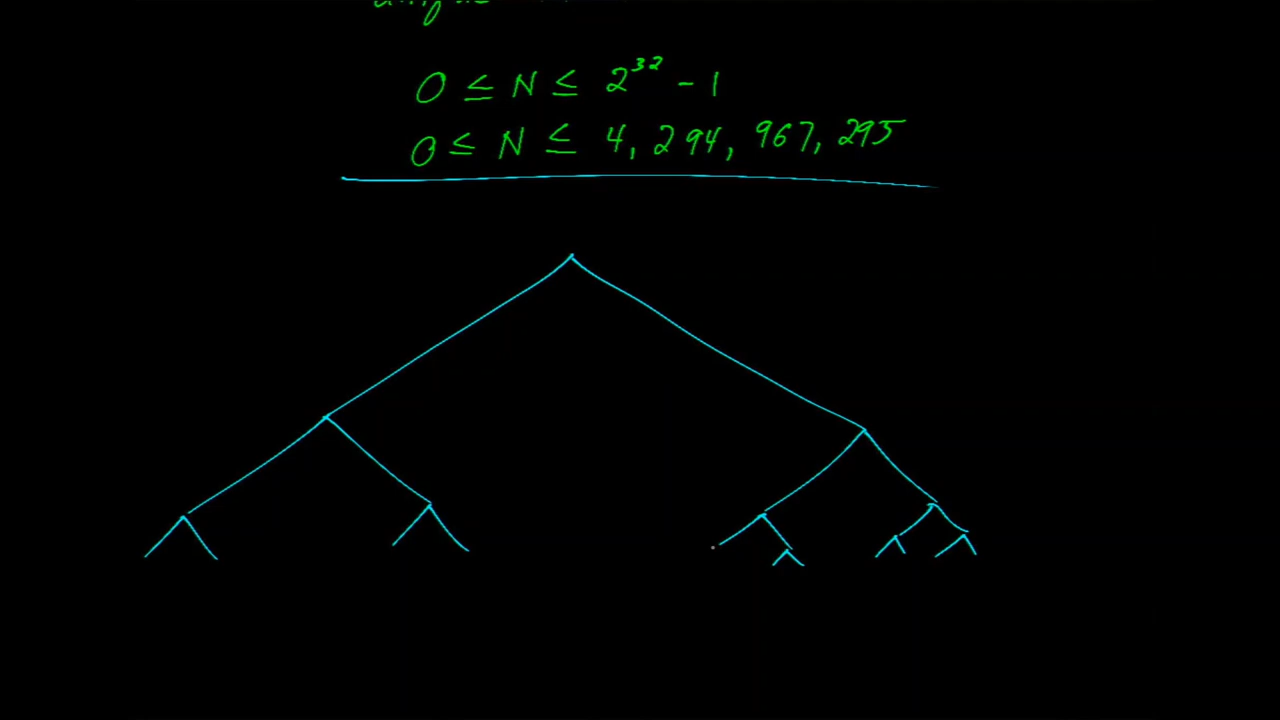 0 ≤ N ≤ 2³² - 1
0 ≤ N ≤ 4, 294, 967, 295